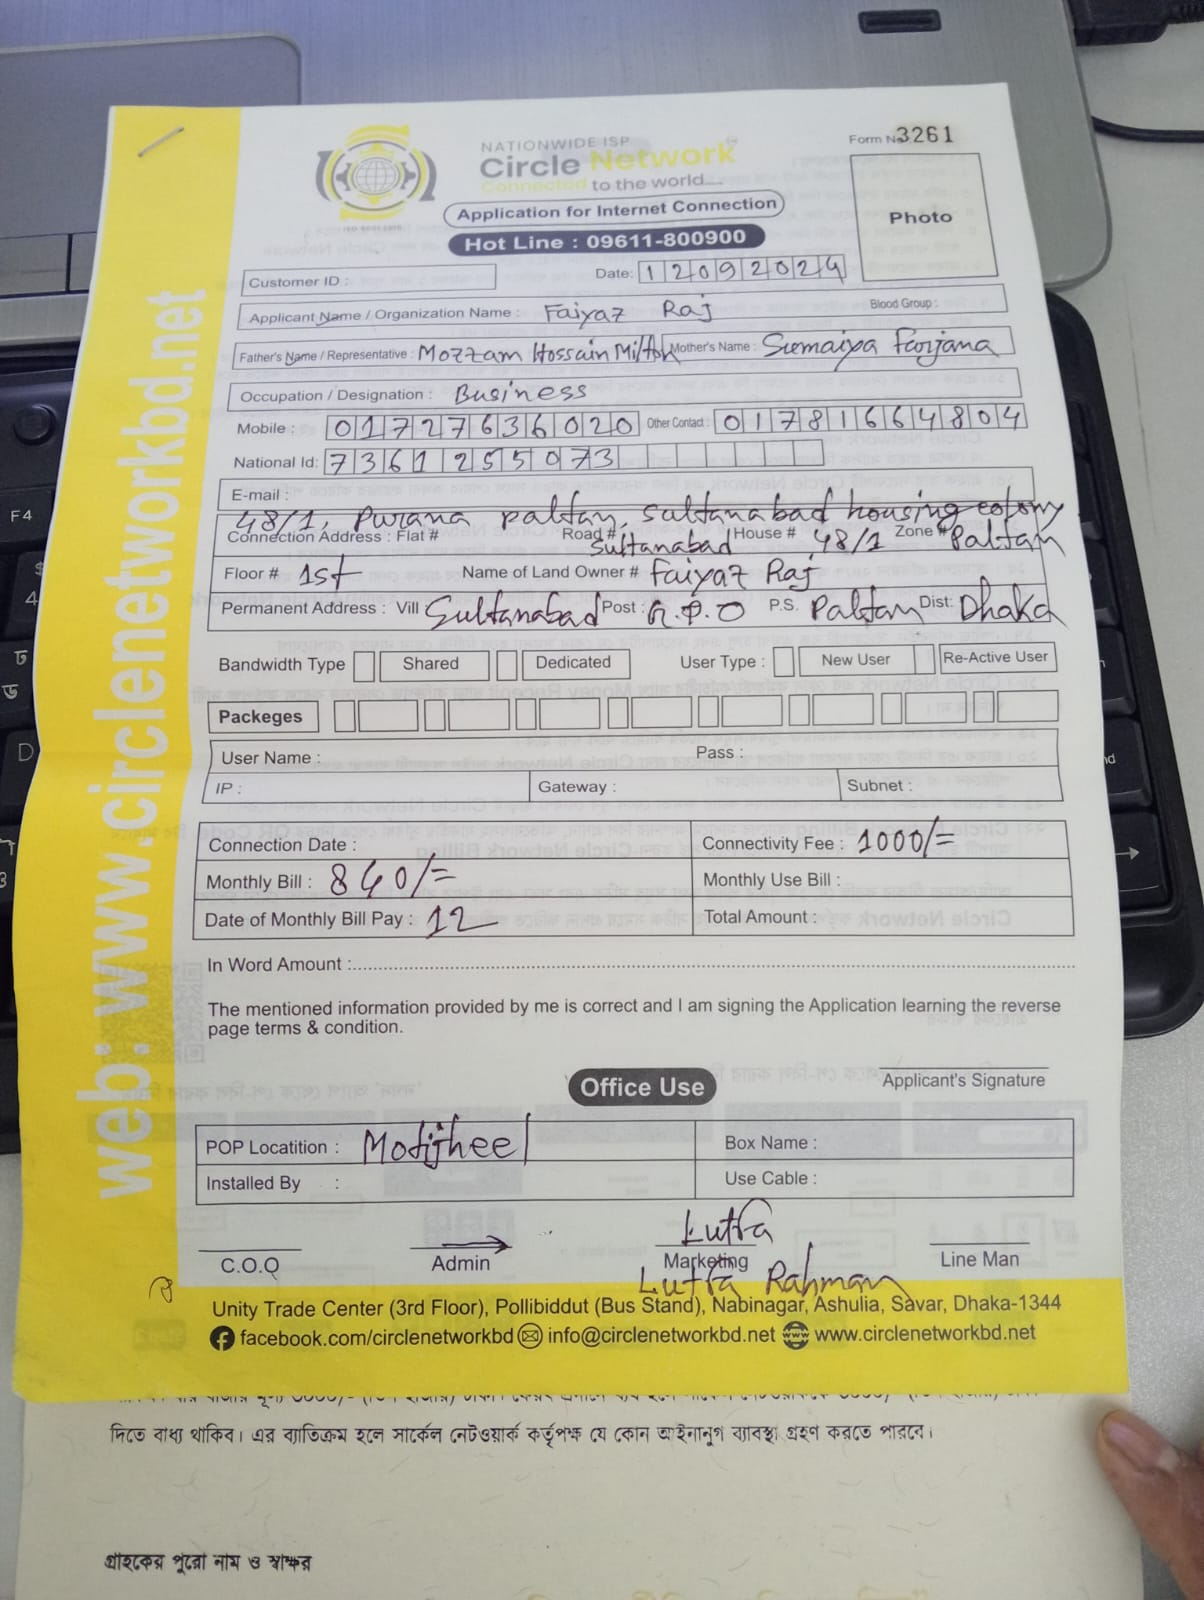 NATIONWIDE ISP
Circle Network
Connected to the world....
Form No 3261
Application for Internet Connection
Photo
Hot Line : 09611-800900
Customer ID :
Date: 12092024
Applicant Name / Organization Name : Faiyaz Raj Blood Group :
Father's Name / Representative : Mozzam Hossain Milton Mother's Name : Sumaiya Farjana
Occupation / Designation : Business
Mobile : 01727636020 Other Contact : 01781664804
National Id: 7361255073
E-mail :
48/1, Purana paltan, Sultanabad housing colony
Connection Address : Flat # Road # Sultanabad House # 48/1 Zone # Paltan
Floor # 1st Name of Land Owner # Faiyaz Raj
Permanent Address : Vill Sultanabad Post : G.P.O P.S. Paltan Dist: Dhaka
Bandwidth Type Shared Dedicated User Type : New User Re-Active User
Packeges
User Name : Pass :
IP : Gateway : Subnet :
Connection Date : Connectivity Fee : 1000/=
Monthly Bill : 840/= Monthly Use Bill :
Date of Monthly Bill Pay : 12 Total Amount :
In Word Amount :
The mentioned information provided by me is correct and I am signing the Application learning the reverse
page terms & condition.
Applicant's Signature
Office Use
POP Locatition : Motijheel Box Name :
Installed By : Use Cable :
Lutfa
C.O.O Admin Marketing Line Man
Lutfa Rahman
Unity Trade Center (3rd Floor), Pollibiddut (Bus Stand), Nabinagar, Ashulia, Savar, Dhaka-1344
facebook.com/circlenetworkbd info@circlenetworkbd.net www.circlenetworkbd.net
web: www.circlenetworkbd.net
দিতে বাধ্য থাকিব। এর ব্যতিক্রম হলে সার্কেল নেটওয়ার্ক কর্তৃপক্ষ যে কোন আইনানুগ ব্যাবস্থা গ্রহণ করতে পারবে।
গ্রাহকের পুরো নাম ও স্বাক্ষর
F4
D